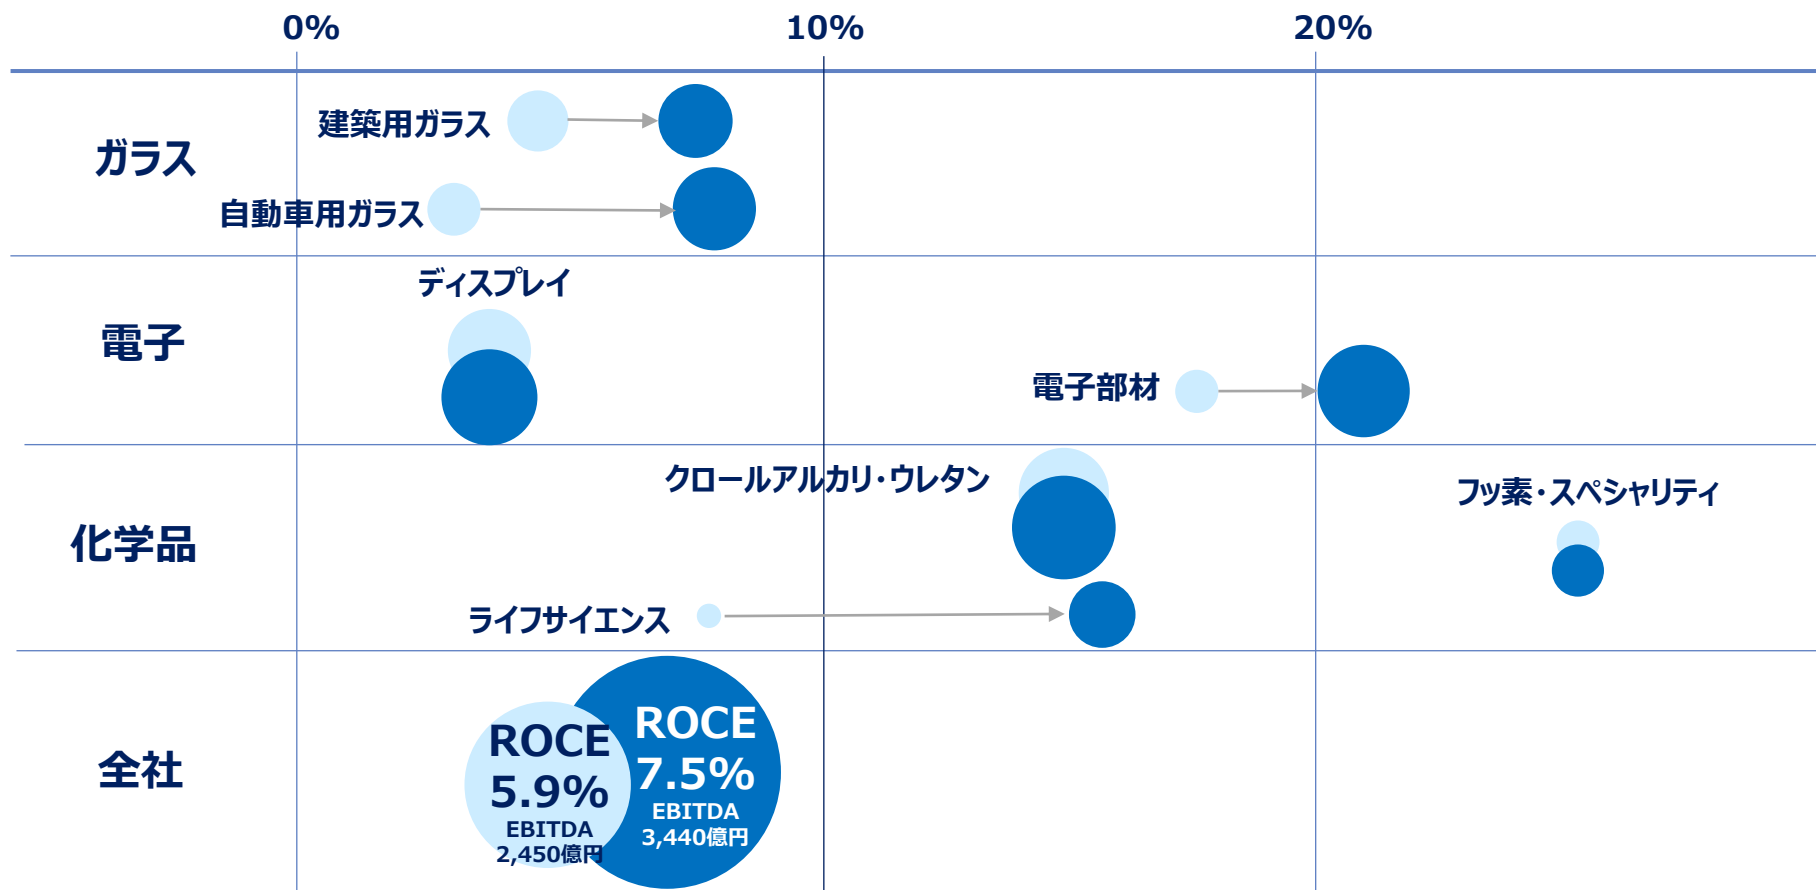 0%
10%
20%
ガラス
建築用ガラス
自動車用ガラス
電子
ディスプレイ
電子部材
化学品
クロールアルカリ・ウレタン
フッ素・スペシャリティ
ライフサイエンス
全社
ROCE
5.9%
EBITDA
2,450億円
ROCE
7.5%
EBITDA
3,440億円